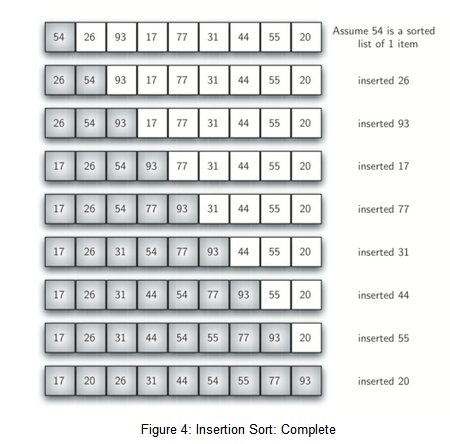 54 26 93 17 77 31 44 55 20 Assume 54 is a sorted
list of 1 item
26 54 93 17 77 31 44 55 20 inserted 26
26 54 93 17 77 31 44 55 20 inserted 93
17 26 54 93 77 31 44 55 20 inserted 17
17 26 54 77 93 31 44 55 20 inserted 77
17 26 31 54 77 93 44 55 20 inserted 31
17 26 31 44 54 77 93 55 20 inserted 44
17 26 31 44 54 55 77 93 20 inserted 55
17 20 26 31 44 54 55 77 93 inserted 20
Figure 4: Insertion Sort: Complete